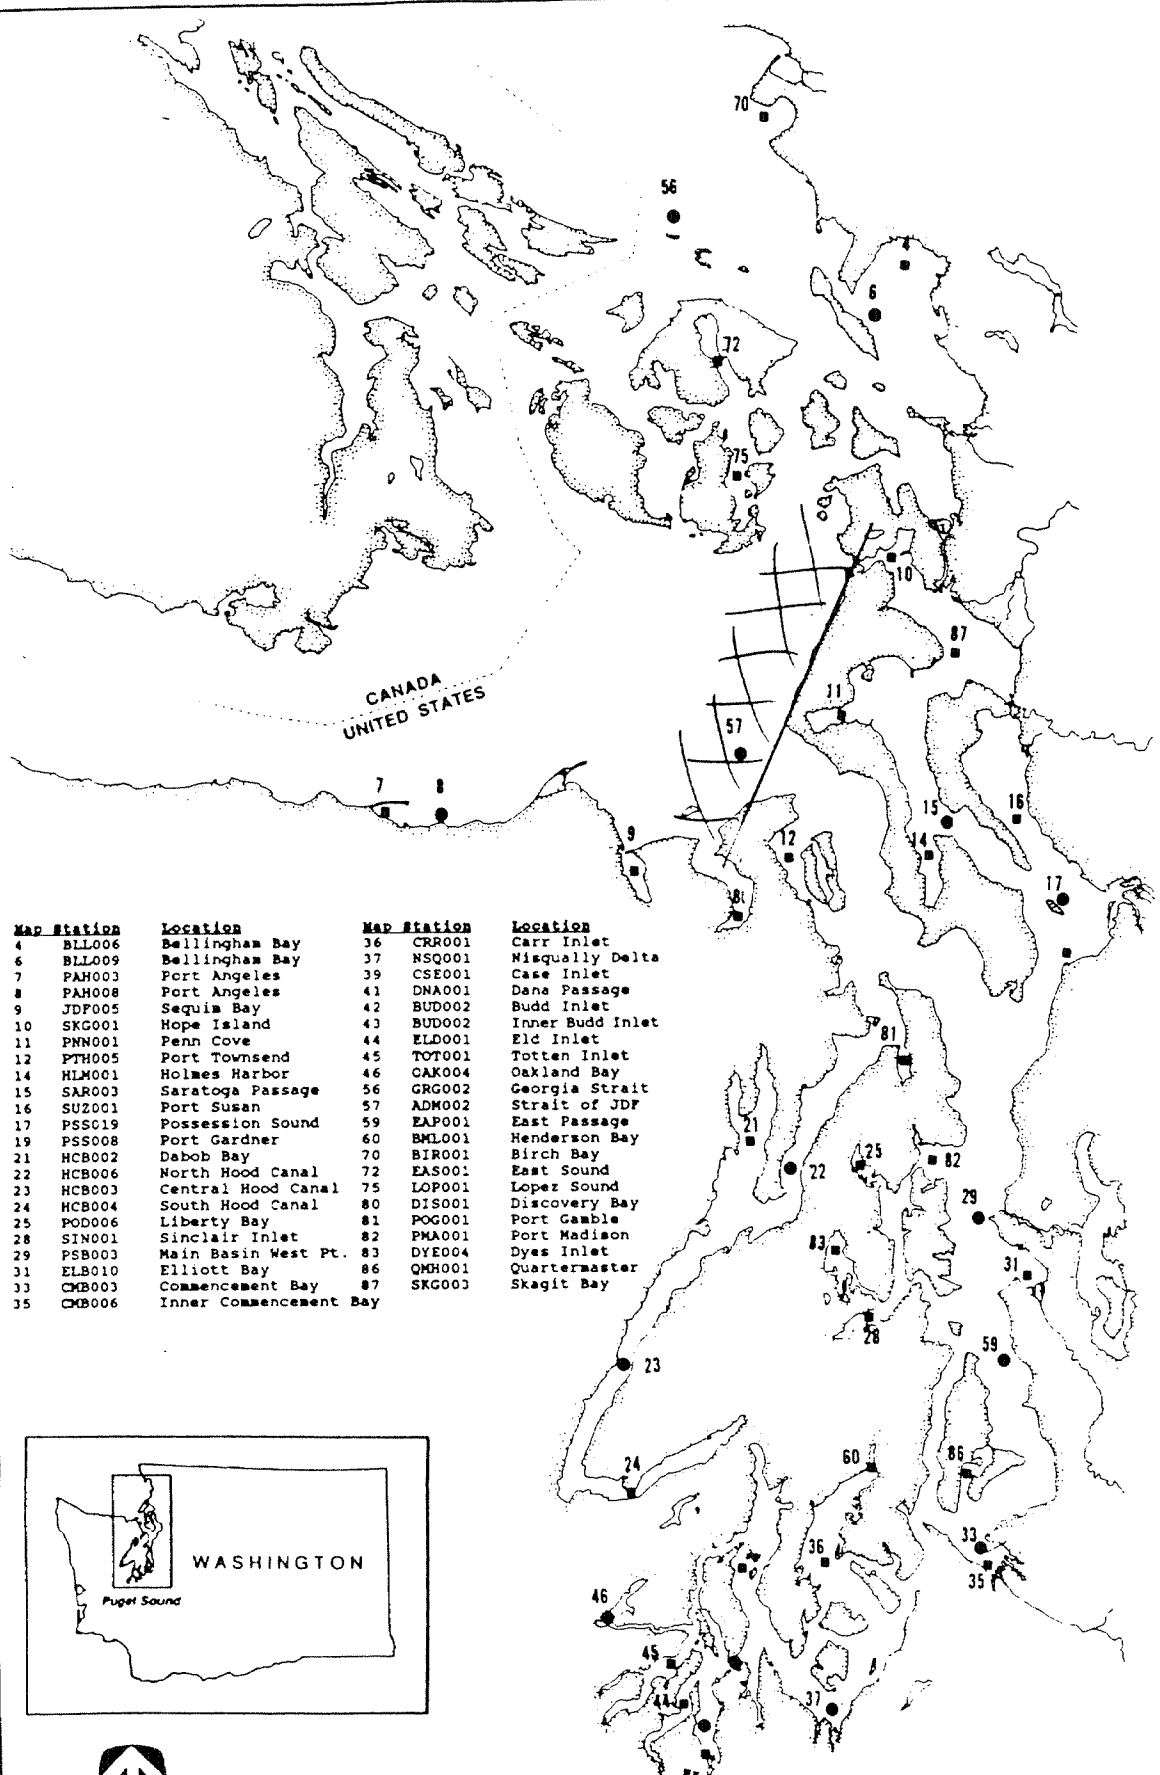 70
56
4
6
72
75
10
87
CANADA
UNITED STATES
11
57
7
8
15
16
9
12
14
17
80
Map Station Location
4 BLL006 Bellingham Bay
6 BLL009 Bellingham Bay
7 PAH003 Port Angeles
8 PAH008 Port Angeles
9 JDF005 Sequim Bay
10 SKG001 Hope Island
11 PNN001 Penn Cove
12 PTH005 Port Townsend
14 HLM001 Holmes Harbor
15 SAR003 Saratoga Passage
16 SUZ001 Port Susan
17 PSS019 Possession Sound
19 PSS008 Port Gardner
21 HCB002 Dabob Bay
22 HCB006 North Hood Canal
23 HCB003 Central Hood Canal
24 HCB004 South Hood Canal
25 POD006 Liberty Bay
28 SIN001 Sinclair Inlet
29 PSB003 Main Basin West Pt.
31 ELB010 Elliott Bay
33 CMB003 Commencement Bay
35 CMB006 Inner Commencement Bay
Map Station Location
36 CRR001 Carr Inlet
37 NSQ001 Nisqually Delta
39 CSE001 Case Inlet
41 DNA001 Dana Passage
42 BUD002 Budd Inlet
43 BUD002 Inner Budd Inlet
44 ELD001 Eld Inlet
45 TOT001 Totten Inlet
46 OAK004 Oakland Bay
56 GRG002 Georgia Strait
57 ADM002 Strait of JDF
59 EAP001 East Passage
60 BML001 Henderson Bay
70 BIR001 Birch Bay
72 EAS001 East Sound
75 LOP001 Lopez Sound
80 DIS001 Discovery Bay
81 POG001 Port Gamble
82 PMA001 Port Madison
83 DYE004 Dyes Inlet
86 QMH001 Quartermaster
87 SKG003 Skagit Bay
81
21
22
25
82
29
83
31
28
59
23
24
60
86
33
36
35
46
45
44
37
WASHINGTON
Puget Sound